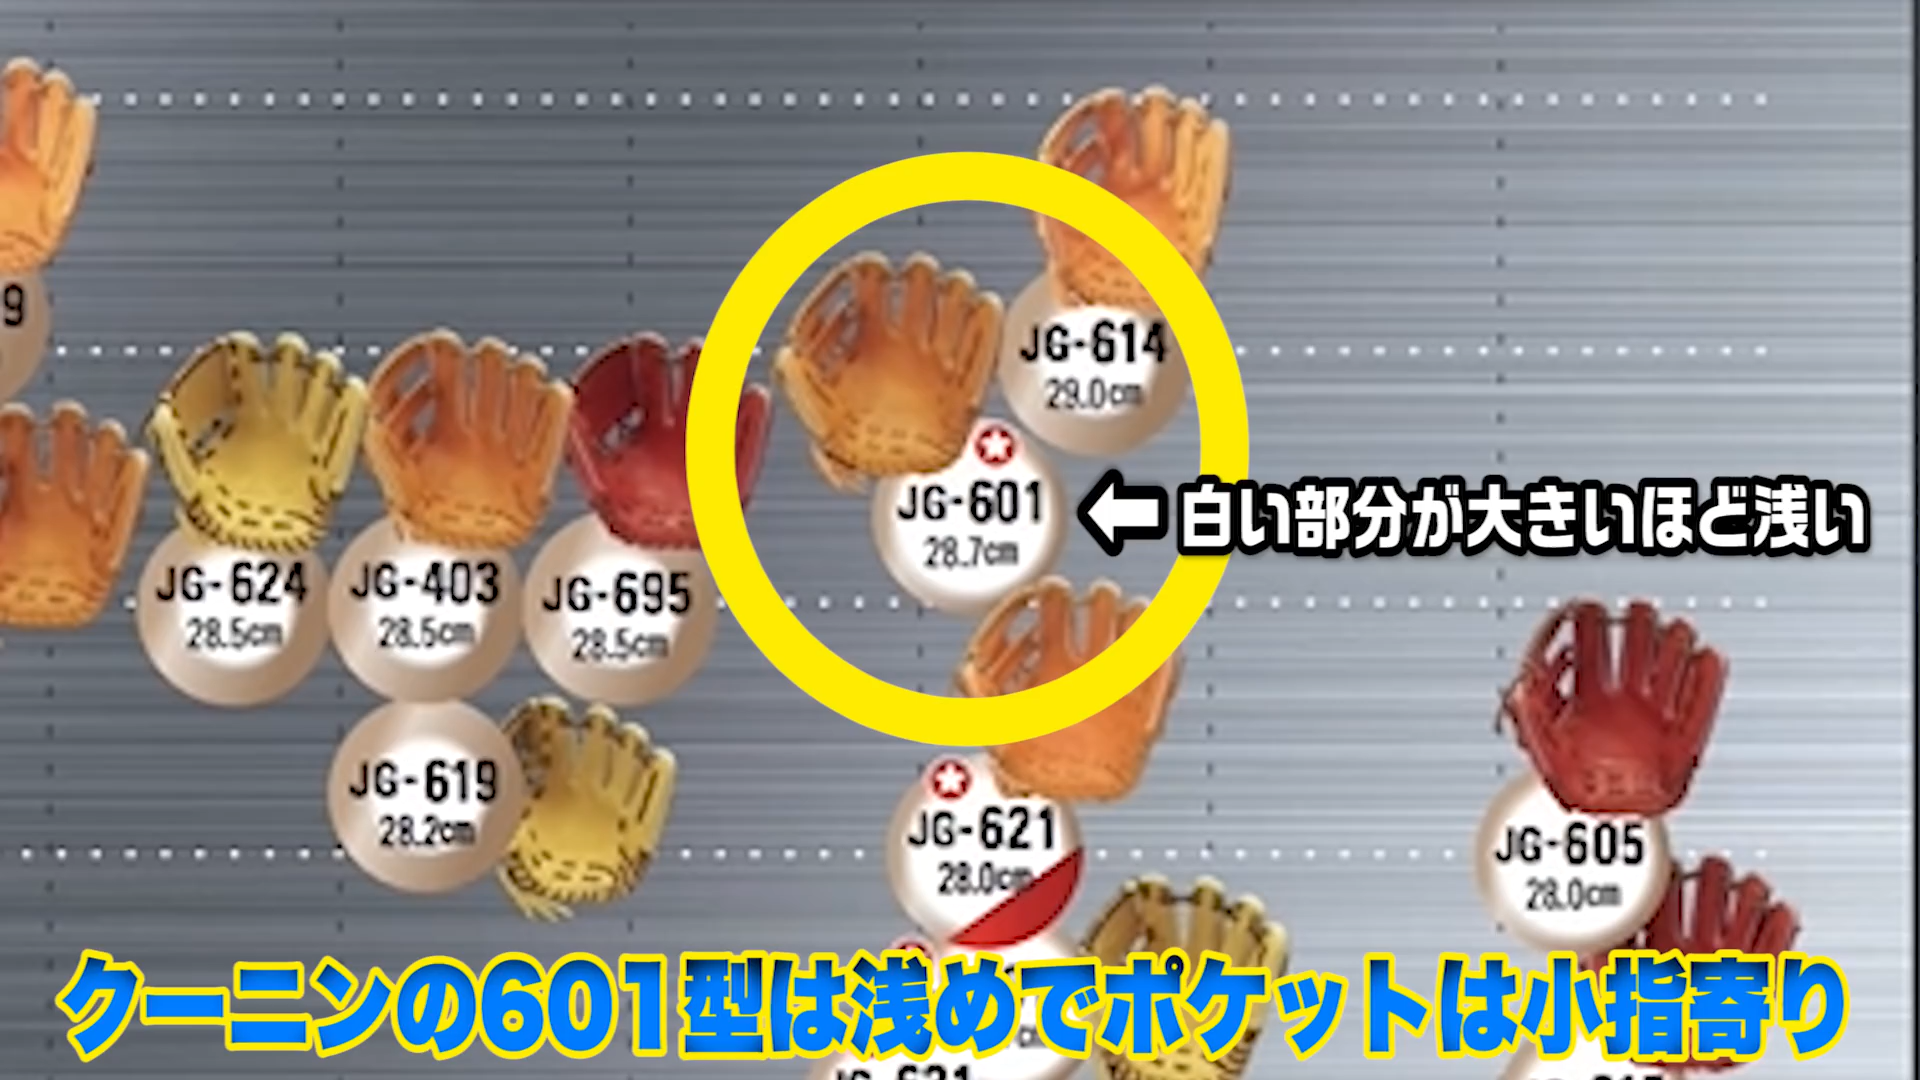 9
JG-614
29.0cm
JG-601
28.7cm
白い部分が大きいほど浅い
JG-624
28.5cm
JG-403
28.5cm
JG-695
28.5cm
JG-619
28.2cm
JG-621
28.0cm
JG-605
28.0cm
クーニンの601型は浅めでポケットは小指寄り